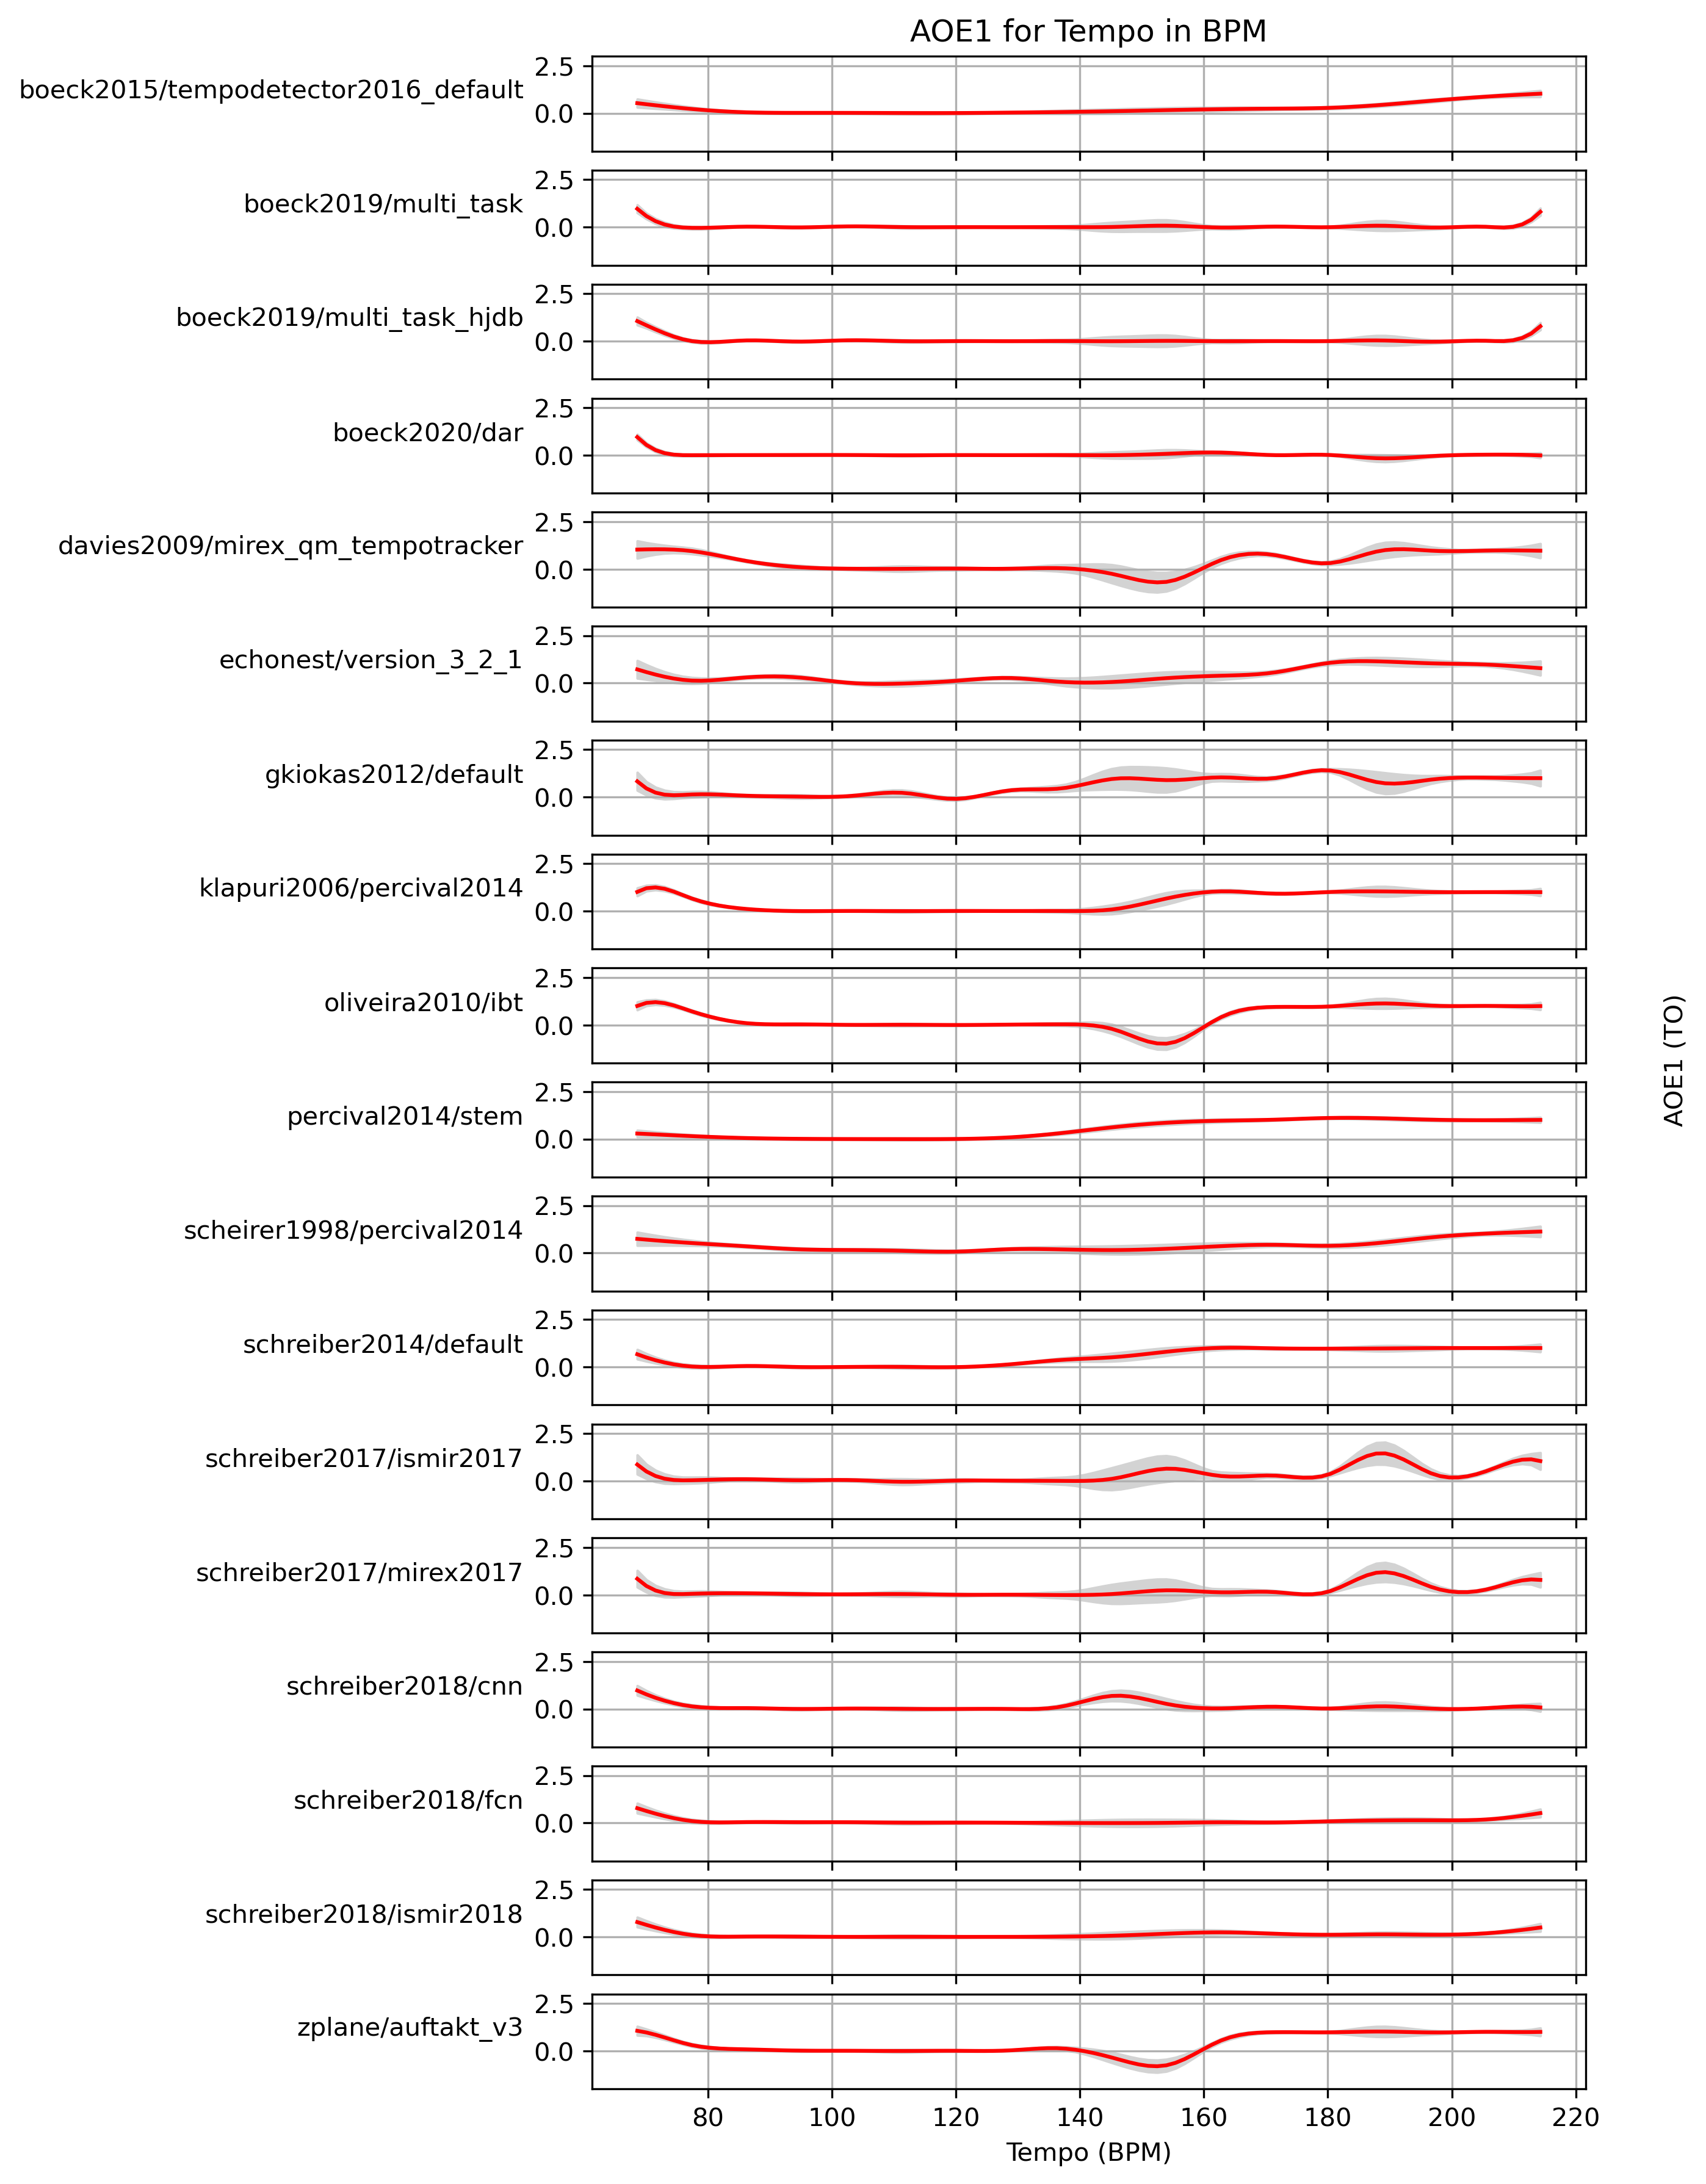 AOE1 for Tempo in BPM
boeck2015/tempodetector2016_default
2.5
0.0
boeck2019/multi_task
2.5
0.0
boeck2019/multi_task_hjdb
2.5
0.0
boeck2020/dar
2.5
0.0
davies2009/mirex_qm_tempotracker
2.5
0.0
echonest/version_3_2_1
2.5
0.0
gkiokas2012/default
2.5
0.0
klapuri2006/percival2014
2.5
0.0
oliveira2010/ibt
2.5
0.0
percival2014/stem
2.5
0.0
scheirer1998/percival2014
2.5
0.0
schreiber2014/default
2.5
0.0
schreiber2017/ismir2017
2.5
0.0
schreiber2017/mirex2017
2.5
0.0
schreiber2018/cnn
2.5
0.0
schreiber2018/fcn
2.5
0.0
schreiber2018/ismir2018
2.5
0.0
zplane/auftakt_v3
2.5
0.0
80 100 120 140 160 180 200 220
Tempo (BPM)
AOE1 (TO)